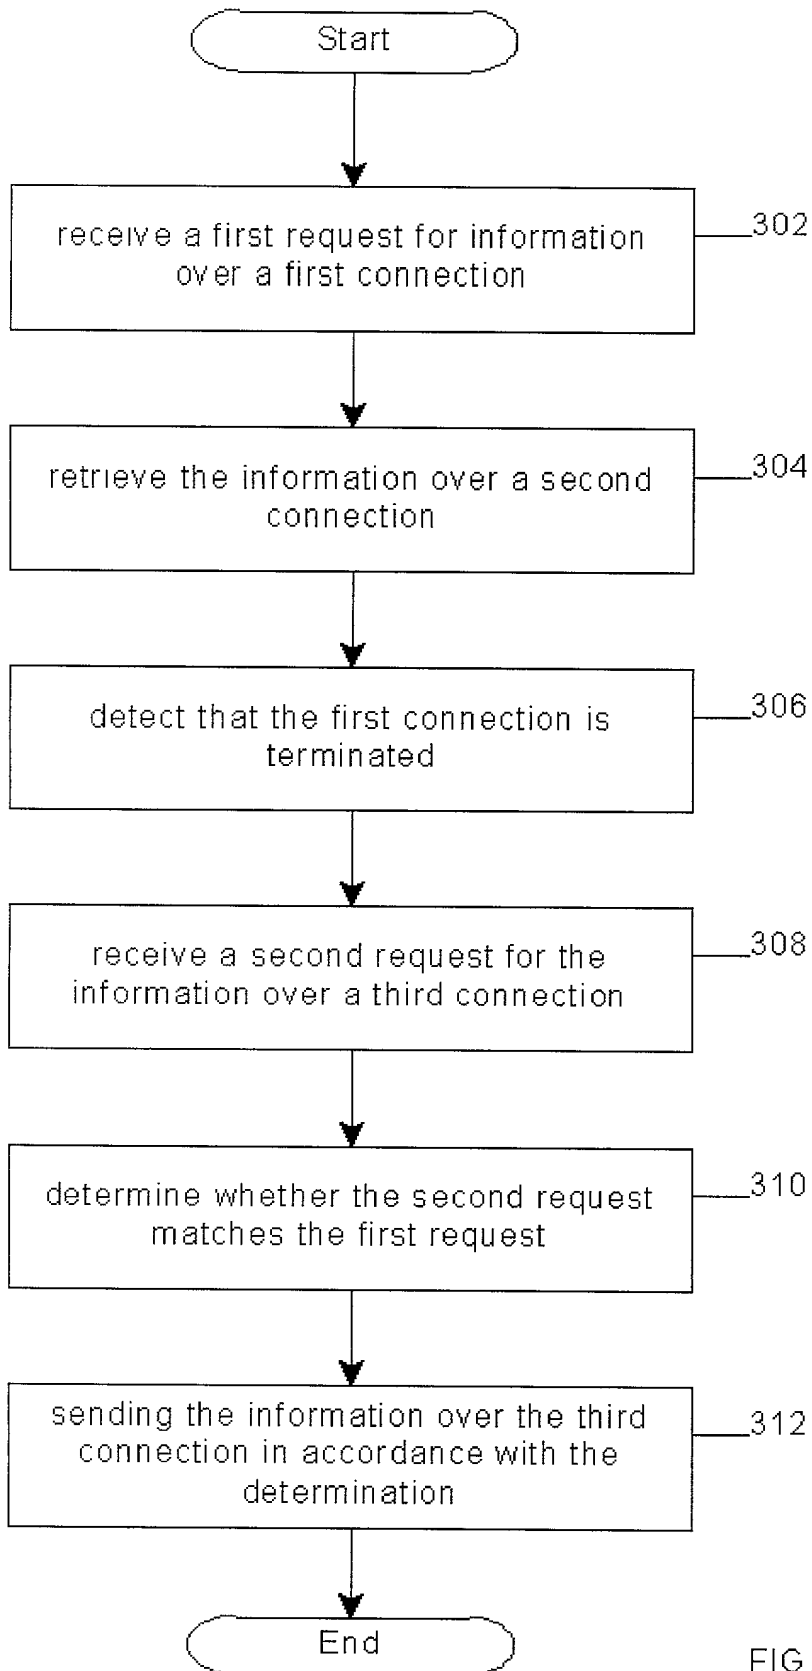 Start
receive a first request for information
over a first connection
302
retrieve the information over a second
connection
304
detect that the first connection is
terminated
306
receive a second request for the
information over a third connection
308
determine whether the second request
matches the first request
310
sending the information over the third
connection in accordance with the
determination
312
End
FIG